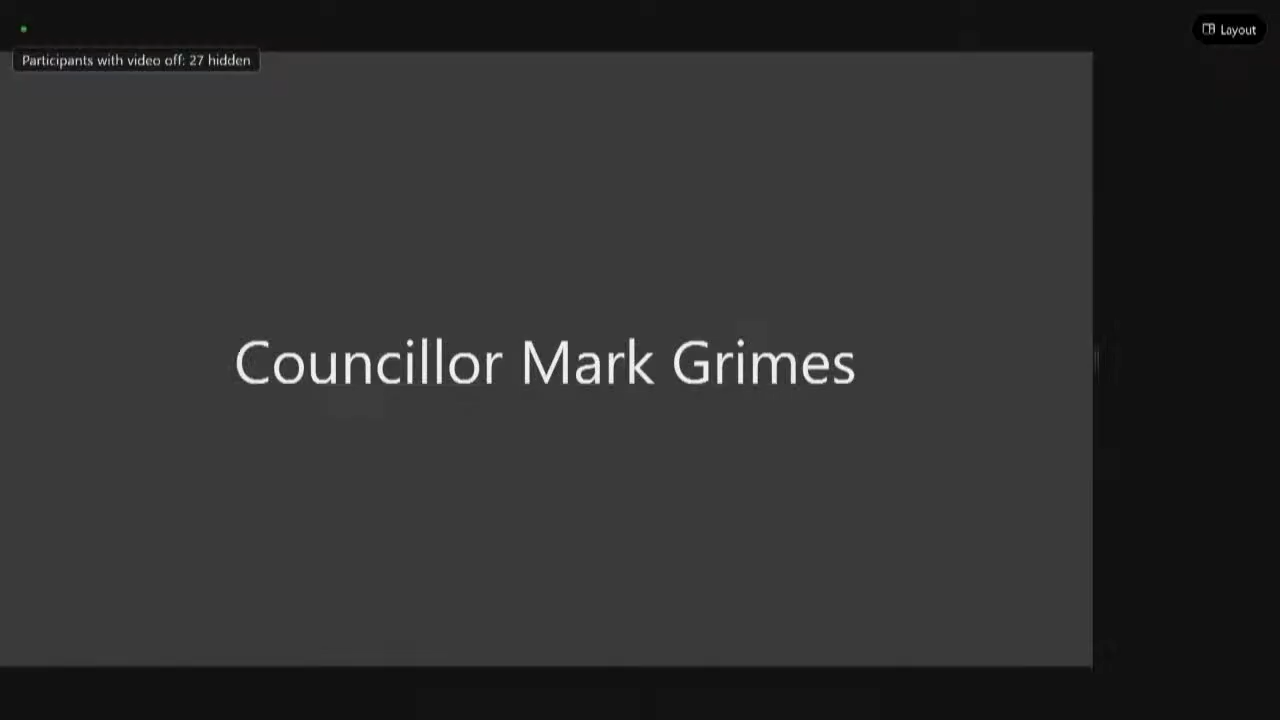 Layout
Participants with video off: 27 hidden
Councillor Mark Grimes